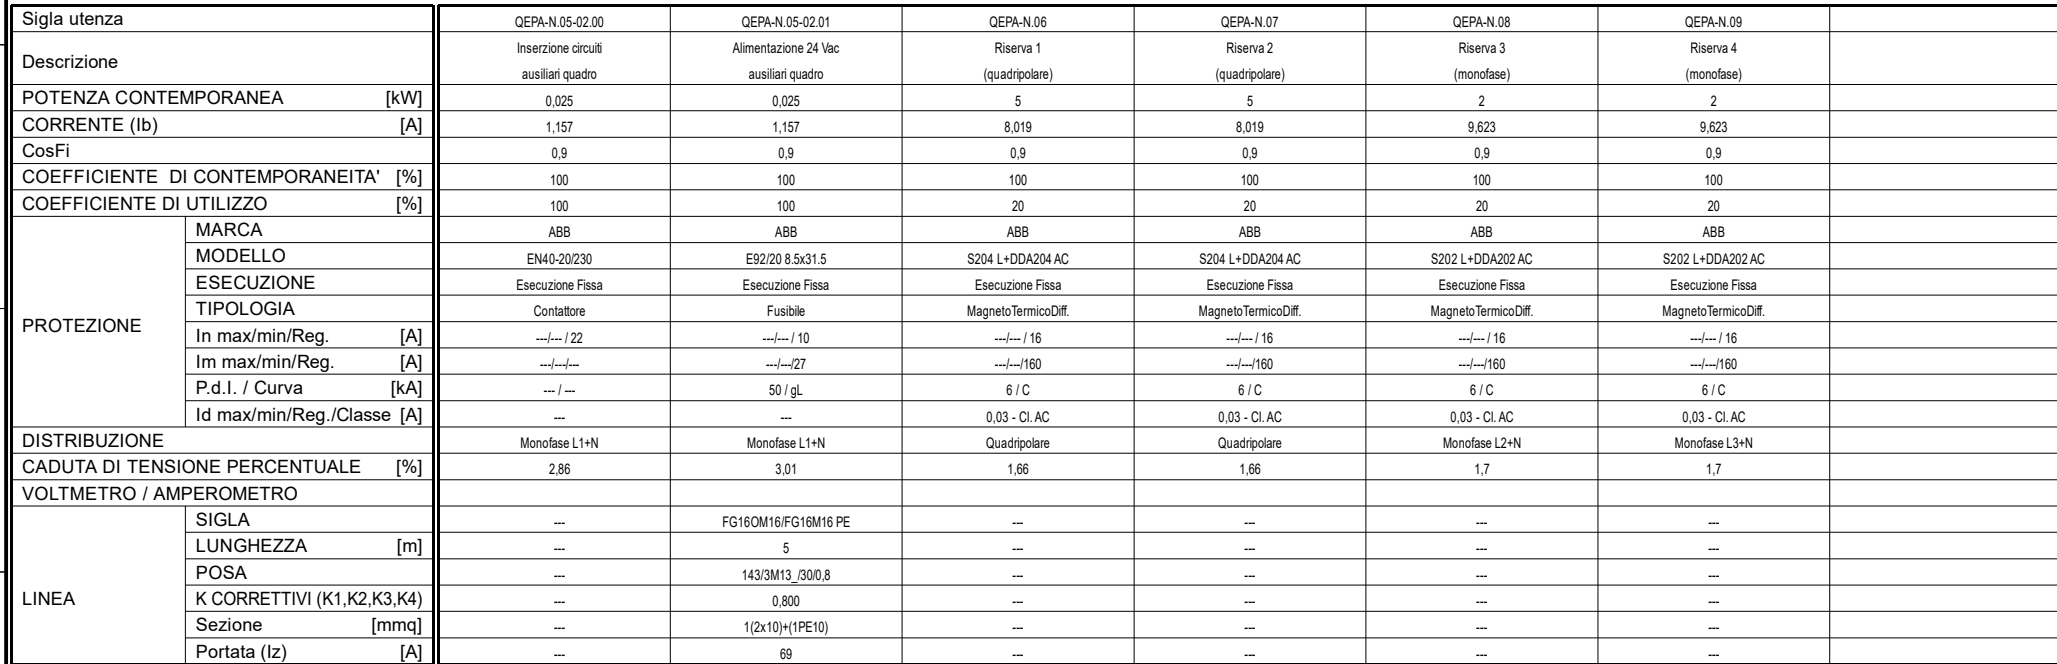 Sigla utenza QEPA-N.05-02.00 QEPA-N.05-02.01 QEPA-N.06 QEPA-N.07 QEPA-N.08 QEPA-N.09
Descrizione Inserzione circuiti ausiliari quadro Alimentazione 24 Vac ausiliari quadro Riserva 1 (quadripolare) Riserva 2 (quadripolare) Riserva 3 (monofase) Riserva 4 (monofase)
POTENZA CONTEMPORANEA [kW] 0,025 0,025 5 5 2 2
CORRENTE (Ib) [A] 1,157 1,157 8,019 8,019 9,623 9,623
CosFi 0,9 0,9 0,9 0,9 0,9 0,9
COEFFICIENTE DI CONTEMPORANEITA' [%] 100 100 100 100 100 100
COEFFICIENTE DI UTILIZZO [%] 100 100 20 20 20 20
PROTEZIONE
MARCA ABB ABB ABB ABB ABB ABB
MODELLO EN40-20/230 E92/20 8.5x31.5 S204 L+DDA204 AC S204 L+DDA204 AC S202 L+DDA202 AC S202 L+DDA202 AC
ESECUZIONE Esecuzione Fissa Esecuzione Fissa Esecuzione Fissa Esecuzione Fissa Esecuzione Fissa Esecuzione Fissa
TIPOLOGIA Contattore Fusibile MagnetoTermicoDiff. MagnetoTermicoDiff. MagnetoTermicoDiff. MagnetoTermicoDiff.
In max/min/Reg. [A] ---/--- / 22 ---/--- / 10 ---/--- / 16 ---/--- / 16 ---/--- / 16 ---/--- / 16
Im max/min/Reg. [A] ---/---/--- ---/---/27 ---/---/160 ---/---/160 ---/---/160 ---/---/160
P.d.I. / Curva [kA] --- / --- 50 / gL 6 / C 6 / C 6 / C 6 / C
Id max/min/Reg./Classe [A] --- --- 0,03 - Cl. AC 0,03 - Cl. AC 0,03 - Cl. AC 0,03 - Cl. AC
DISTRIBUZIONE Monofase L1+N Monofase L1+N Quadripolare Quadripolare Monofase L2+N Monofase L3+N
CADUTA DI TENSIONE PERCENTUALE [%] 2,86 3,01 1,66 1,66 1,7 1,7
VOLTMETRO / AMPEROMETRO
LINEA
SIGLA --- FG16OM16/FG16M16 PE --- --- --- ---
LUNGHEZZA [m] --- 5 --- --- --- ---
POSA --- 143/3M13_/30/0,8 --- --- --- ---
K CORRETTIVI (K1,K2,K3,K4) --- 0,800 --- --- --- ---
Sezione [mmq] --- 1(2x10)+(1PE10) --- --- --- ---
Portata (Iz) [A] --- 69 --- --- --- ---